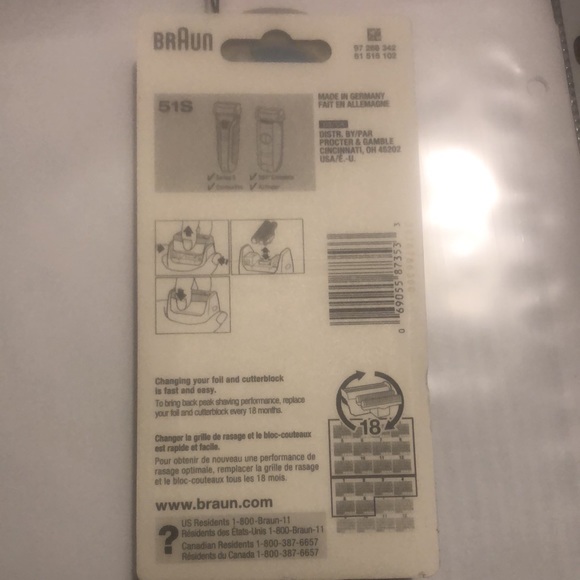 BRAUN
97 289 342
81 516 103
51S
MADE IN GERMANY
FAIT EN ALLEMAGNE
DISTR. BY/PAR
PROCTER & GAMBLE
CINCINNATI, OH 45202
USA/É.-U.
0 69055 87353 3
Changing your foil and cutterblock
is fast and easy.
To bring back peak shaving performance, replace
your foil and cutterblock every 18 months.
Changer la grille de rasage et le bloc-couteaux
est rapide et facile.
Pour obtenir de nouveau une performance de
rasage optimale, remplacer la grille de rasage
et le bloc-couteaux tous les 18 mois.
18
www.braun.com
?
US Residents 1-800-Braun-11
Résidents des États-Unis 1-800-Braun-11
Canadian Residents 1-800-387-6657
Résidents du Canada 1-800-387-6657